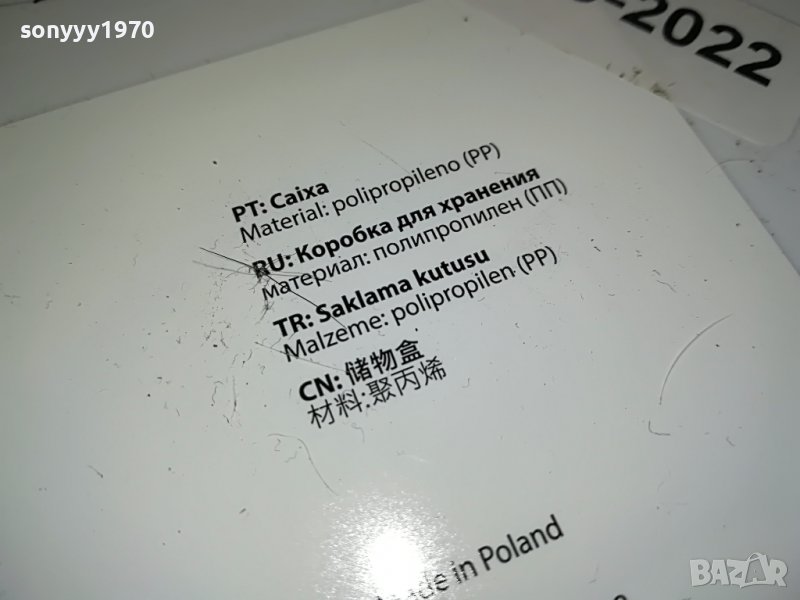 sonyyy1970
-2022
PT: Caixa
Material: polipropileno (PP)
RU: Коробка для хранения
материал: полипропилен (ПП)
TR: Saklama kutusu
Malzeme: polipropilen (PP)
CN: 储物盒
材料:聚丙烯
in Poland
BAZAR